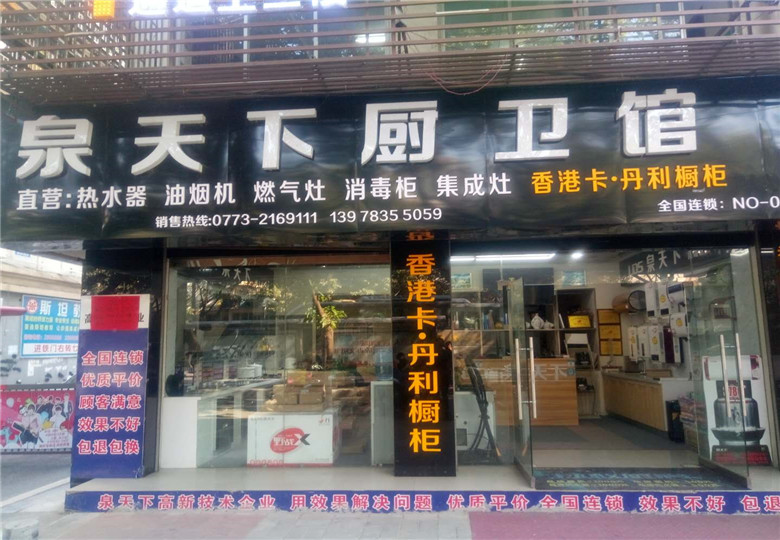 泉天下厨卫馆
直营:热水器 油烟机 燃气灶 消毒柜 集成灶 香港卡·丹利橱柜
销售热线:0773-2169111 139 7835 5059
全国连锁：NO-0
香港卡·丹利橱柜
斯坦
全国连锁
优质平价
顾客满意
效果不好
包退包换
泉天下高新技术企业 用效果解决问题 优质平价 全国连锁 效果不好 包退